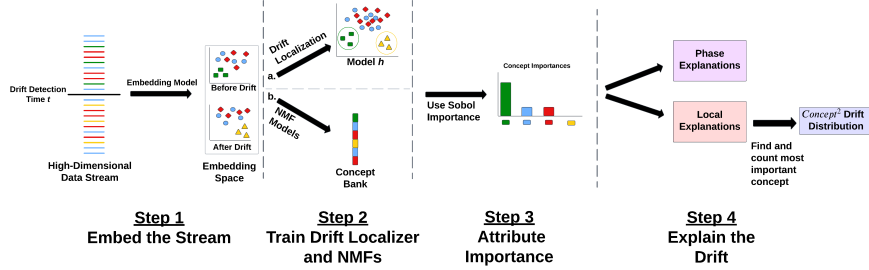 Drift Detection
Time t
High-Dimensional
Data Stream
Embedding Model
Before Drift
After Drift
Embedding
Space
Step 1
Embed the Stream
a.
Drift
Localization
Model h
b.
NMF
Models
Concept
Bank
Step 2
Train Drift Localizer
and NMFs
Use Sobol
Importance
Concept Importances
Step 3
Attribute
Importance
Phase
Explanations
Local
Explanations
Find and
count most
important
concept
Concept² Drift
Distribution
Step 4
Explain the
Drift